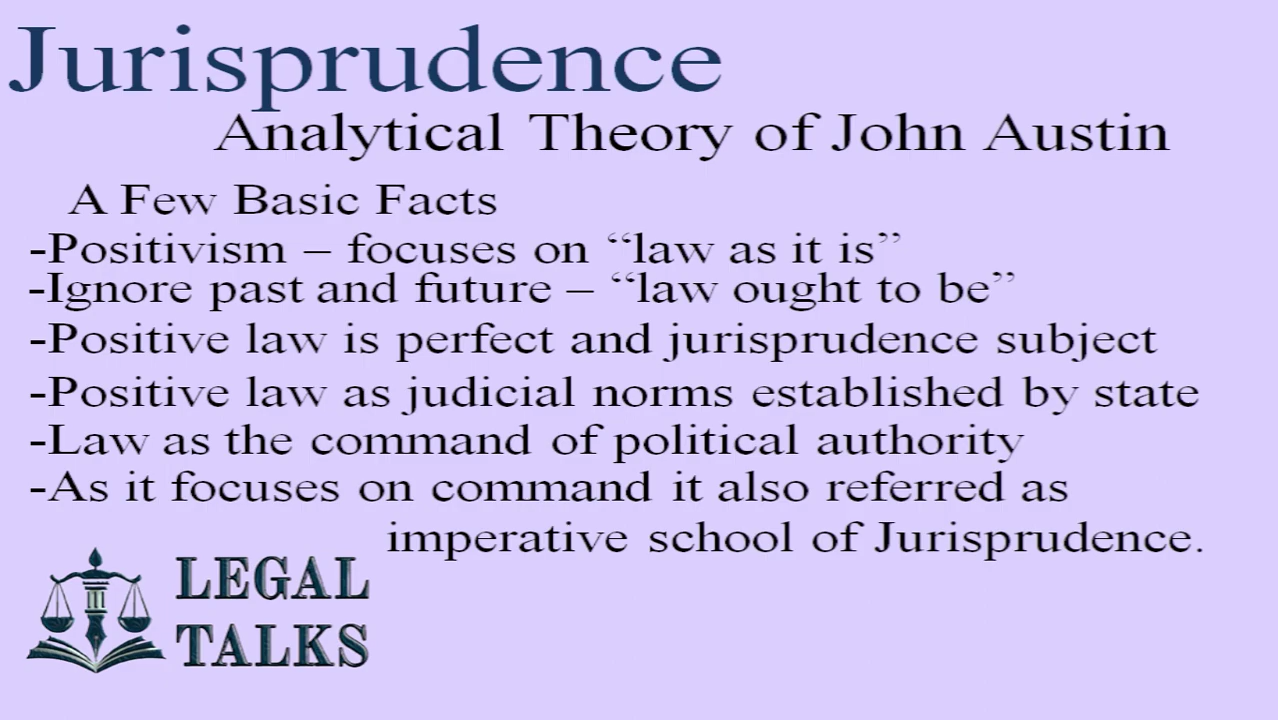 Jurisprudence
Analytical Theory of John Austin
A Few Basic Facts
-Positivism – focuses on “law as it is”
-Ignore past and future – “law ought to be”
-Positive law is perfect and jurisprudence subject
-Positive law as judicial norms established by state
-Law as the command of political authority
-As it focuses on command it also referred as
imperative school of Jurisprudence.
LEGAL
TALKS